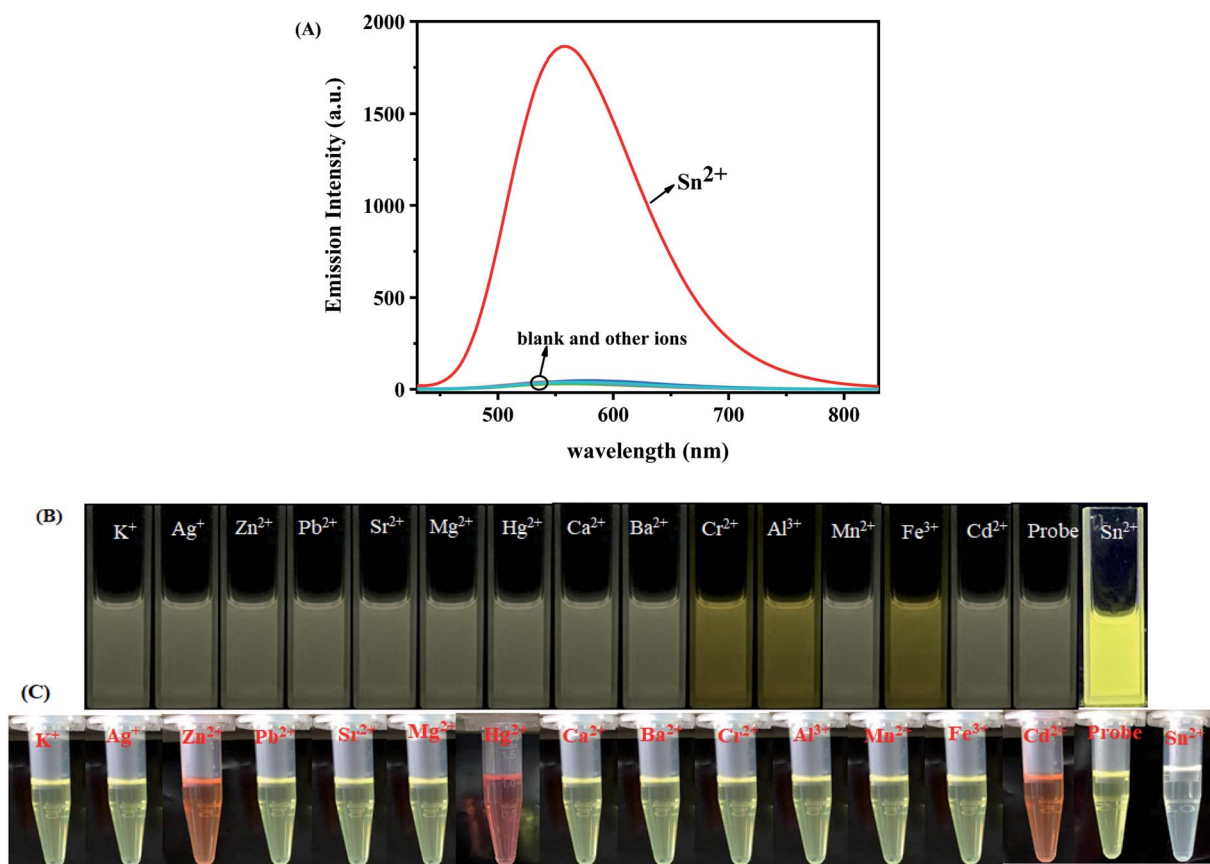 (A)
2000
1500
1000
500
0
Emission Intensity (a.u.)
Sn²⁺
blank and other ions
500 600 700 800
wavelength (nm)
(B)
K⁺ Ag⁺ Zn²⁺ Pb²⁺ Sr²⁺ Mg²⁺ Hg²⁺ Ca²⁺ Ba²⁺ Cr²⁺ Al³⁺ Mn²⁺ Fe³⁺ Cd²⁺ Probe Sn²⁺
(C)
K⁺ Ag⁺ Zn²⁺ Pb²⁺ Sr²⁺ Mg²⁺ Hg²⁺ Ca²⁺ Ba²⁺ Cr²⁺ Al³⁺ Mn²⁺ Fe³⁺ Cd²⁺ Probe Sn²⁺